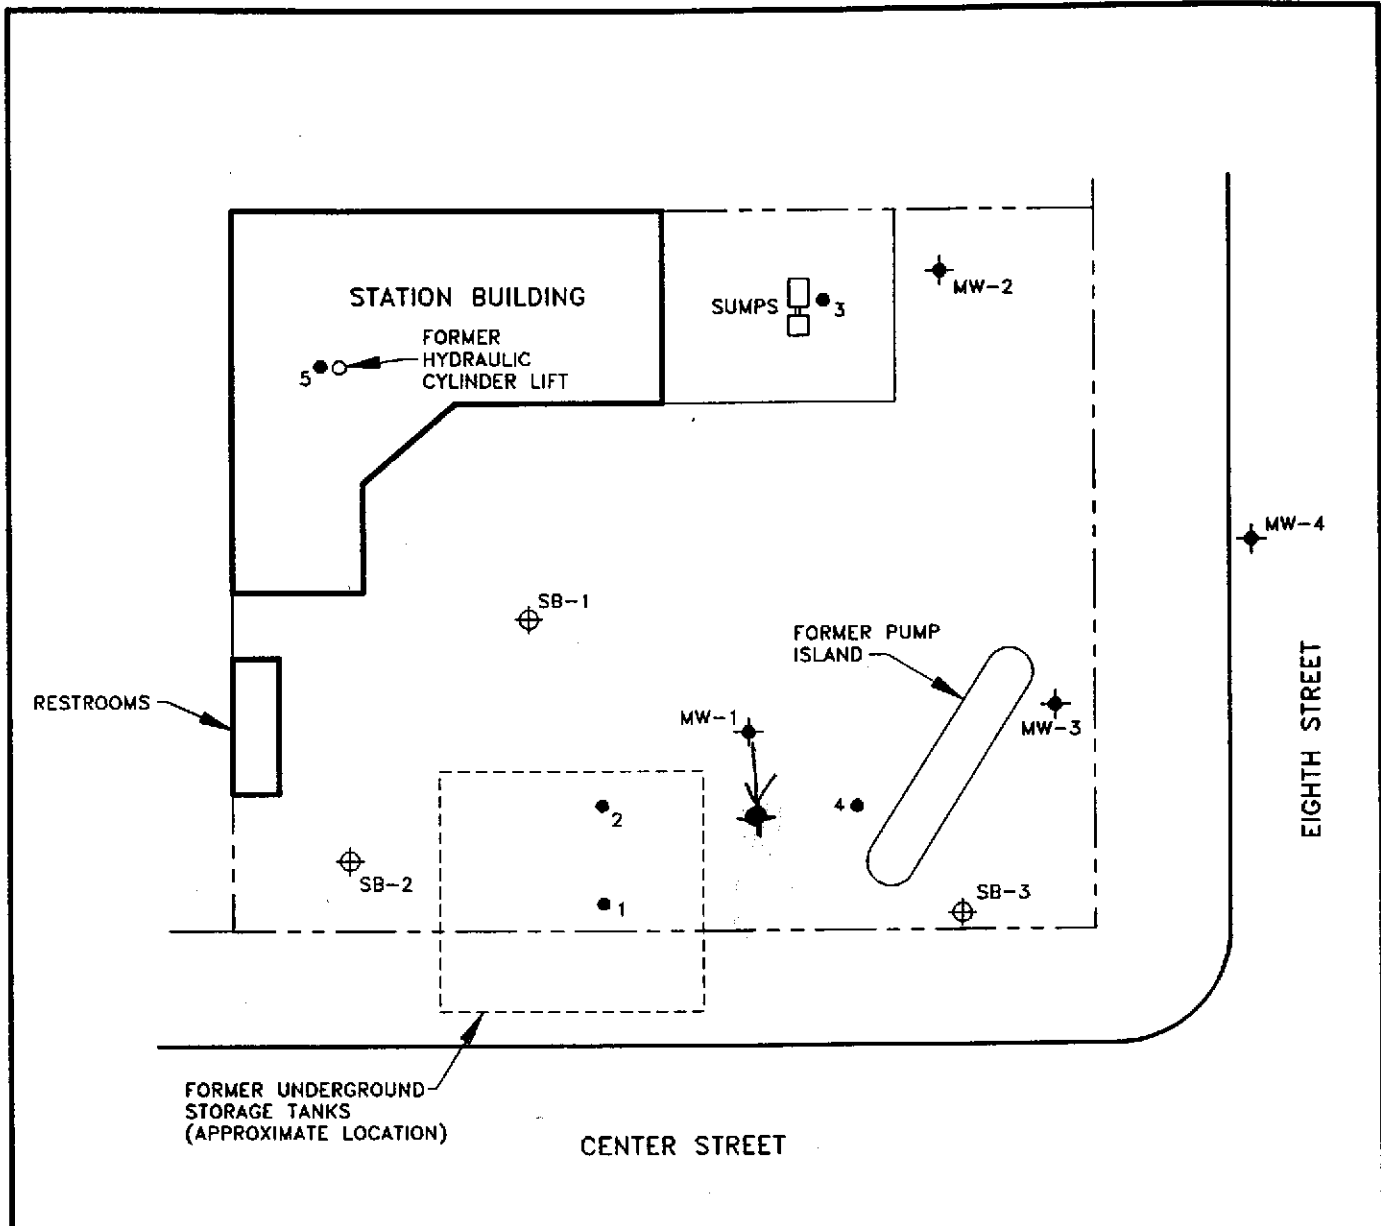 STATION BUILDING
FORMER
HYDRAULIC
CYLINDER LIFT
5
SUMPS
3
MW-2
MW-4
SB-1
FORMER PUMP
ISLAND
RESTROOMS
MW-1
MW-3
EIGHTH STREET
2
4
SB-2
1
SB-3
FORMER UNDERGROUND
STORAGE TANKS
(APPROXIMATE LOCATION)
CENTER STREET